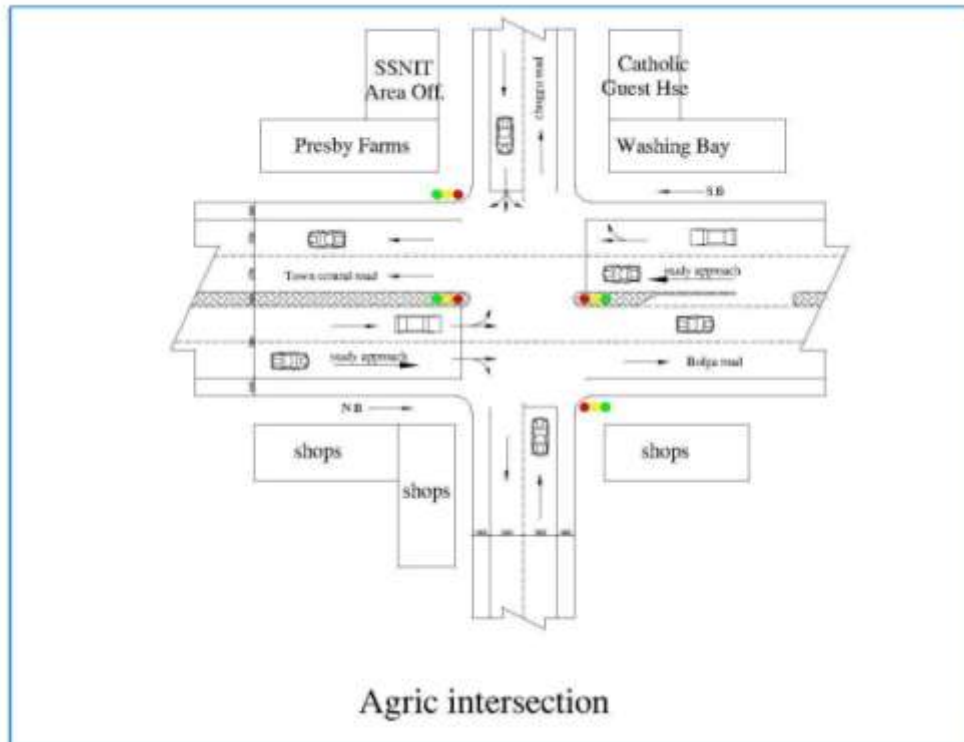 SSNIT
Area Off.
Catholic
Guest Hse
Presby Farms
Washing Bay
S.B
Town central road
study approach
study approach
Bolga road
N.B
shops
shops
shops
Agric intersection